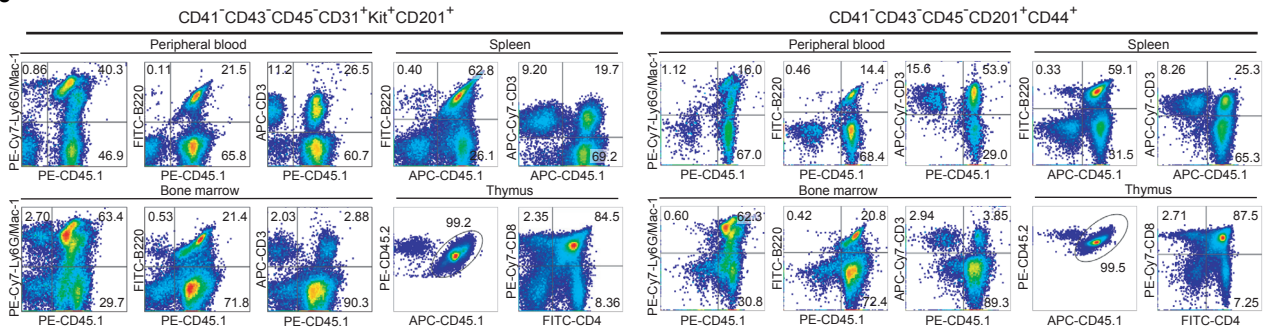 CD41⁻CD43⁻CD45⁻CD31⁺Kit⁺CD201⁺
Peripheral blood
Spleen
PE-Cy7-Ly6G/Mac-1
0.86
40.3
46.9
PE-CD45.1
FITC-B220
0.11
21.5
65.8
PE-CD45.1
APC-CD3
11.2
26.5
60.7
PE-CD45.1
FITC-B220
0.40
62.8
26.1
APC-CD45.1
APC-Cy7-CD3
9.20
19.7
69.2
APC-CD45.1
Bone marrow
Thymus
PE-Cy7-Ly6G/Mac-1
2.70
63.4
29.7
PE-CD45.1
FITC-B220
0.53
21.4
71.8
PE-CD45.1
APC-CD3
2.03
2.88
90.3
PE-CD45.1
PE-CD45.2
99.2
APC-CD45.1
PE-Cy7-CD8
2.35
84.5
8.36
FITC-CD4
CD41⁻CD43⁻CD45⁻CD201⁺CD44⁺
Peripheral blood
Spleen
PE-Cy7-Ly6G/Mac-1
1.12
16.0
67.0
PE-CD45.1
FITC-B220
0.46
14.4
68.4
PE-CD45.1
APC-Cy7-CD3
15.6
53.9
29.0
PE-CD45.1
FITC-B220
0.33
59.1
31.5
APC-CD45.1
APC-Cy7-CD3
8.26
25.3
65.3
APC-CD45.1
Bone marrow
Thymus
PE-Cy7-Ly6G/Mac-1
0.60
62.3
30.8
PE-CD45.1
FITC-B220
0.42
20.8
72.4
PE-CD45.1
APC-Cy7-CD3
2.94
3.85
89.3
PE-CD45.1
PE-CD45.2
99.5
APC-CD45.1
PE-Cy7-CD8
2.71
87.5
7.25
FITC-CD4